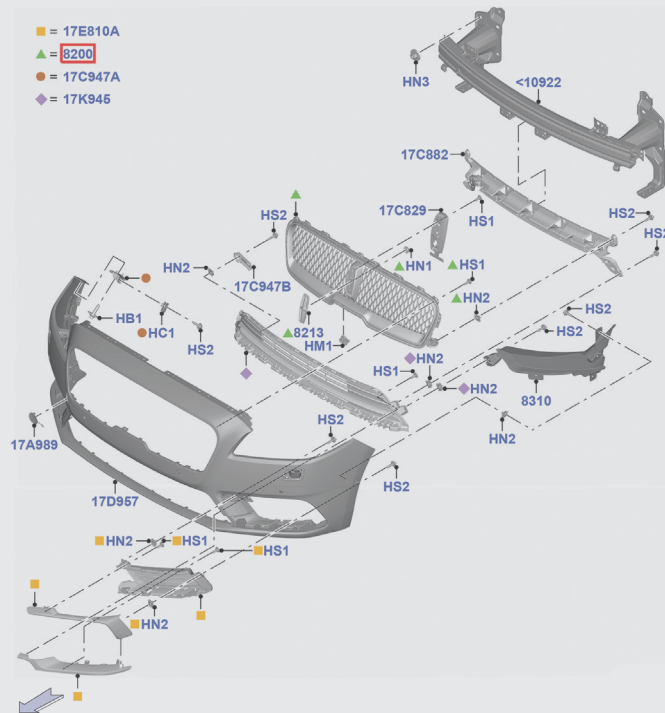 = 17E810A
= 8200
= 17C947A
= 17K945
HN3
<10922
17C882
HS2
17C829
HS1
HS2
HS2
HN2
17C947B
HN1
HS1
HN2
HS2
HB1
HC1
HS2
8213
HM1
HN2
HS2
HS1
HN2
8310
17A989
HS2
HN2
17D957
HS2
HN2
HS1
HS1
HN2